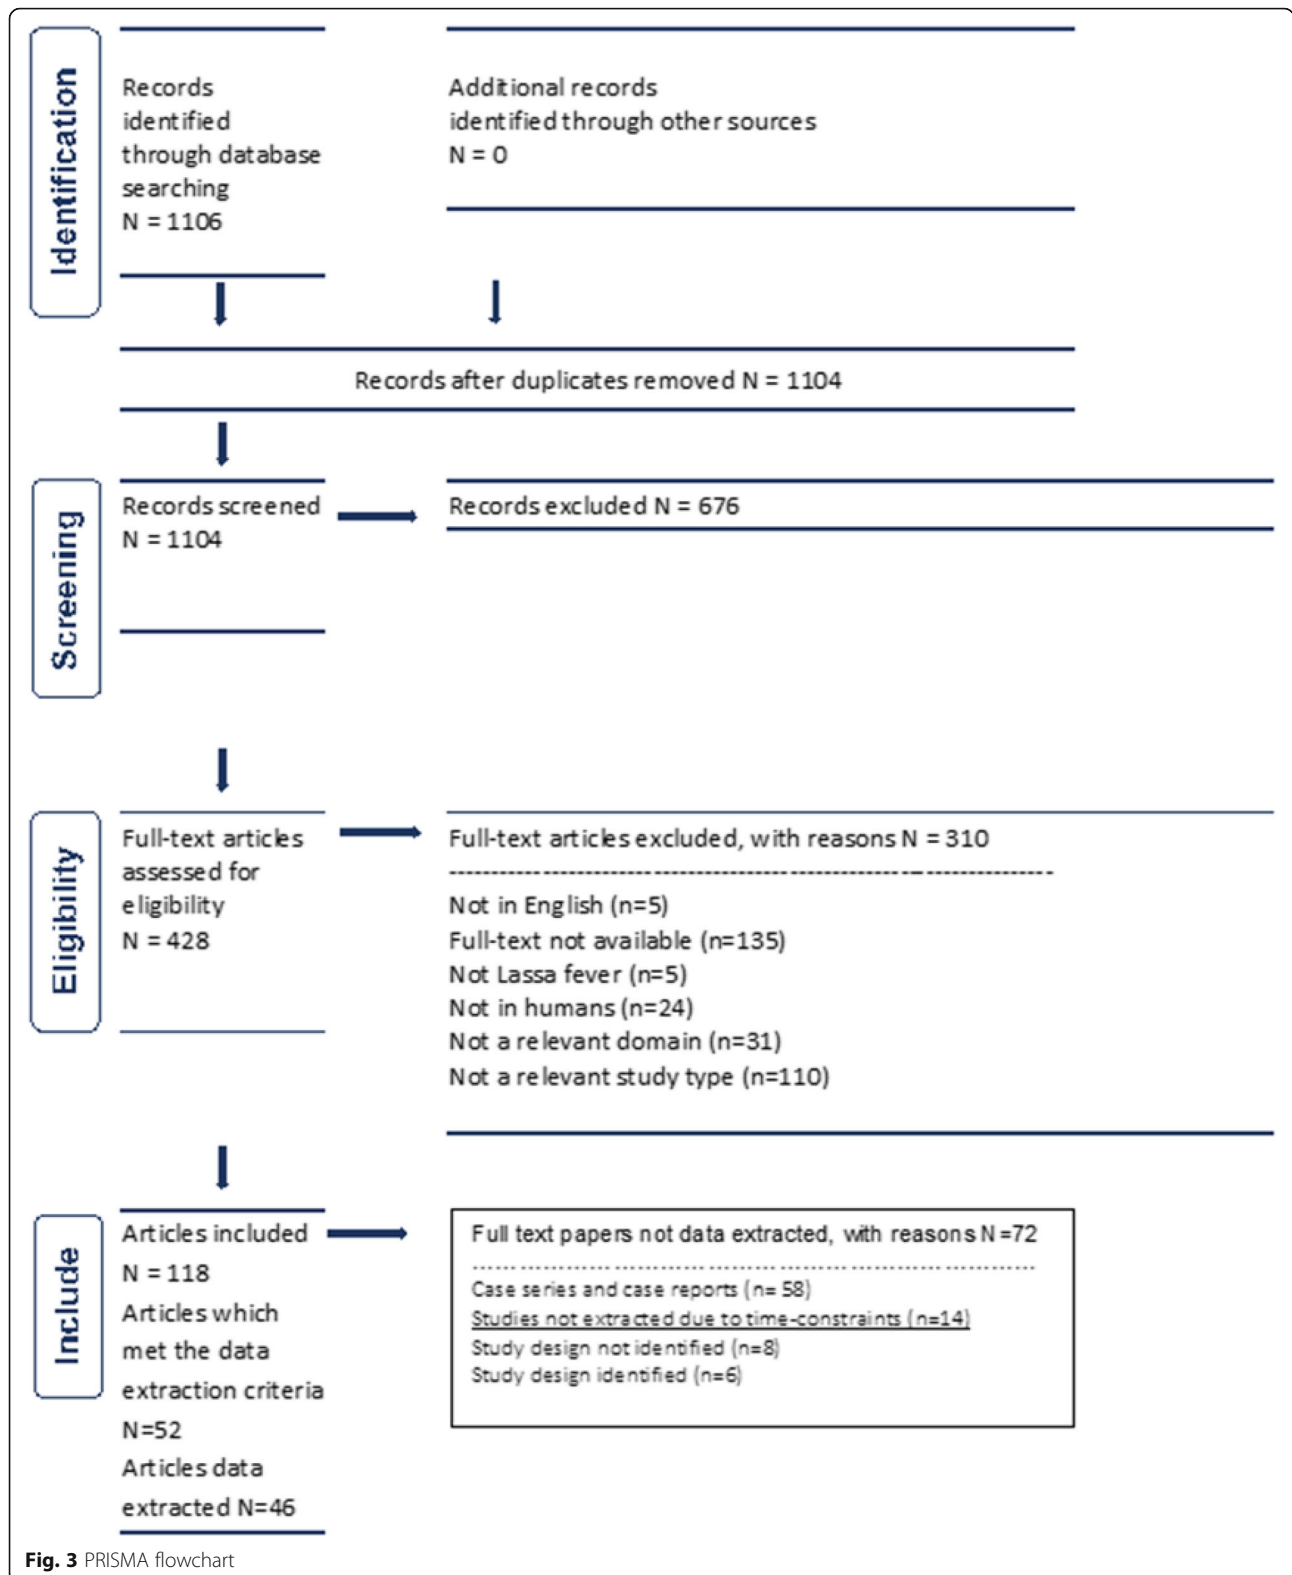 Identification
Records
identified
through database
searching
N = 1106
Additional records
identified through other sources
N = 0
Records after duplicates removed N = 1104
Screening
Records screened
N = 1104
Records excluded N = 676
Eligibility
Full-text articles
assessed for
eligibility
N = 428
Full-text articles excluded, with reasons N = 310
Not in English (n=5)
Full-text not available (n=135)
Not Lassa fever (n=5)
Not in humans (n=24)
Not a relevant domain (n=31)
Not a relevant study type (n=110)
Include
Articles included
N = 118
Articles which
met the data
extraction criteria
N=52
Articles data
extracted N=46
Full text papers not data extracted, with reasons N =72
Case series and case reports (n= 58)
Studies not extracted due to time-constraints (n=14)
Study design not identified (n=8)
Study design identified (n=6)
Fig. 3 PRISMA flowchart